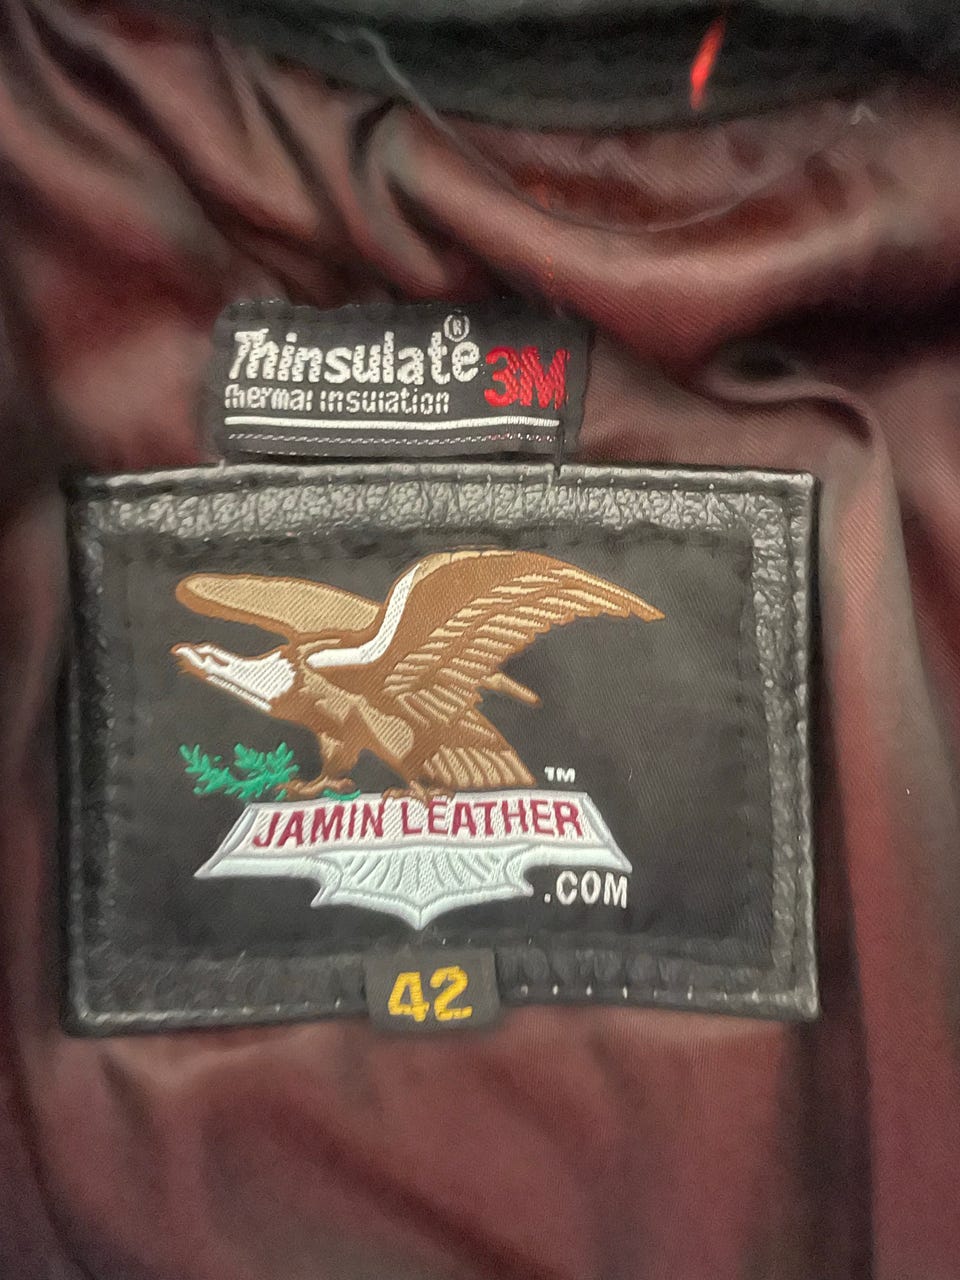 Thinsulate® 3M
Thermal insulation
TM
JAMIN LEATHER
.COM
42